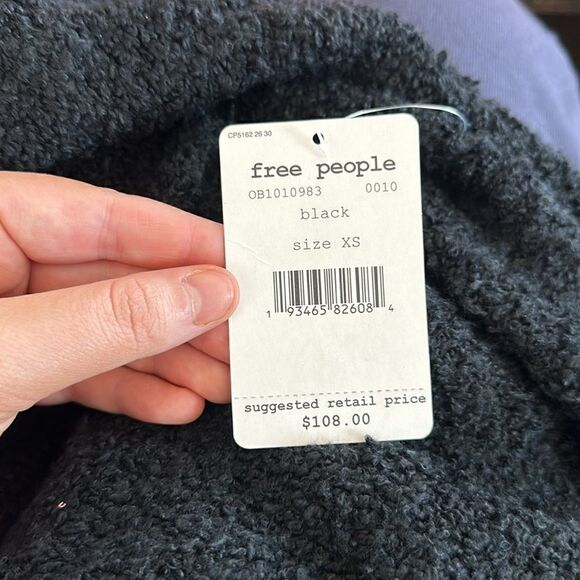 CP5162 26 30
free people
OB1010983 0010
black
size XS
1 93465 82608 4
suggested retail price
$108.00